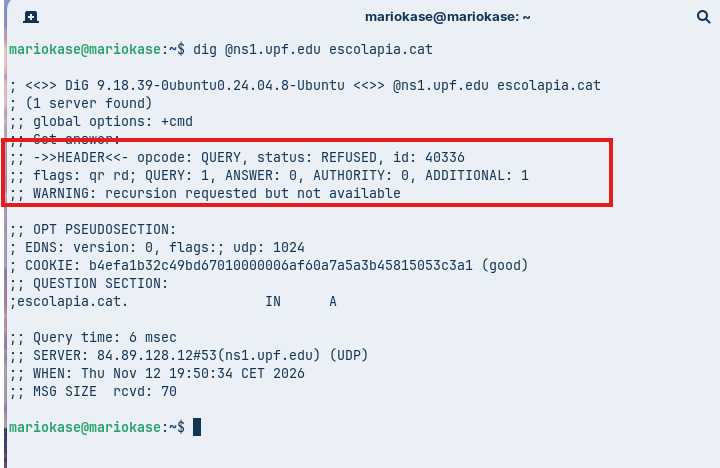 mariokase@mariokase: ~
mariokase@mariokase:~$ dig @ns1.upf.edu escolapia.cat
; <<>> DiG 9.18.39-0ubuntu0.24.04.8-Ubuntu <<>> @ns1.upf.edu escolapia.cat
; (1 server found)
;; global options: +cmd
;; Got answer:
;; ->>HEADER<<- opcode: QUERY, status: REFUSED, id: 40336
;; flags: qr rd; QUERY: 1, ANSWER: 0, AUTHORITY: 0, ADDITIONAL: 1
;; WARNING: recursion requested but not available
;; OPT PSEUDOSECTION:
; EDNS: version: 0, flags:; udp: 1024
; COOKIE: b4efa1b32c49bd67010000006af60a7a5a3b45815053c3a1 (good)
;; QUESTION SECTION:
;escolapia.cat. IN A
;; Query time: 6 msec
;; SERVER: 84.89.128.12#53(ns1.upf.edu) (UDP)
;; WHEN: Thu Nov 12 19:50:34 CET 2026
;; MSG SIZE rcvd: 70
mariokase@mariokase:~$